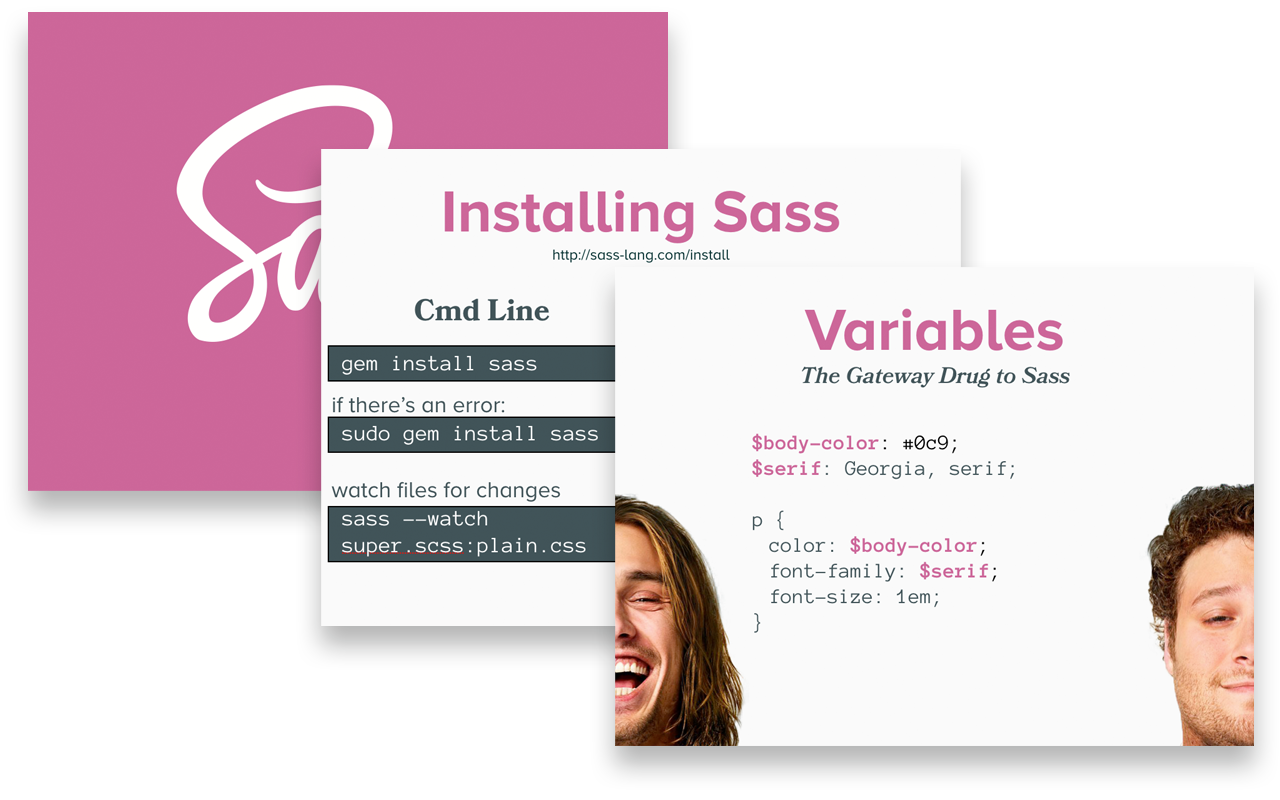 Sa
Installing Sass
http://sass-lang.com/install
Cmd Line
gem install sass
if there’s an error:
sudo gem install sass
watch files for changes
sass --watch
super.scss:plain.css
Variables
The Gateway Drug to Sass
$body-color: #0c9;
$serif: Georgia, serif;
p {
color: $body-color;
font-family: $serif;
font-size: 1em;
}